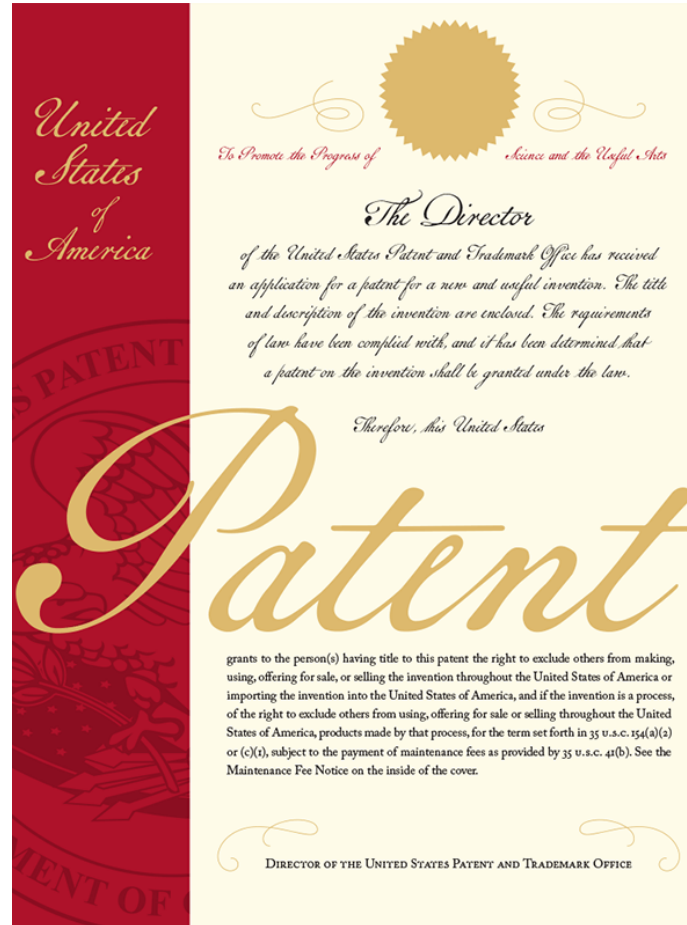 United
States
of
America
To Promote the Progress of
Science and the Useful Arts
The Director
of the United States Patent and Trademark Office has received
an application for a patent for a new and useful invention. The title
and description of the invention are enclosed. The requirements
of law have been complied with, and it has been determined that
a patent on the invention shall be granted under the law.
Therefore, this United States
S PATENT
Patent
grants to the person(s) having title to this patent the right to exclude others from making,
using, offering for sale, or selling the invention throughout the United States of America or
importing the invention into the United States of America, and if the invention is a process,
of the right to exclude others from using, offering for sale or selling throughout the United
States of America, products made by that process, for the term set forth in 35 U.S.C. 154(a)(2)
or (c)(1), subject to the payment of maintenance fees as provided by 35 U.S.C. 41(b). See the
Maintenance Fee Notice on the inside of the cover.
MENT OF C
Director of the United States Patent and Trademark Office